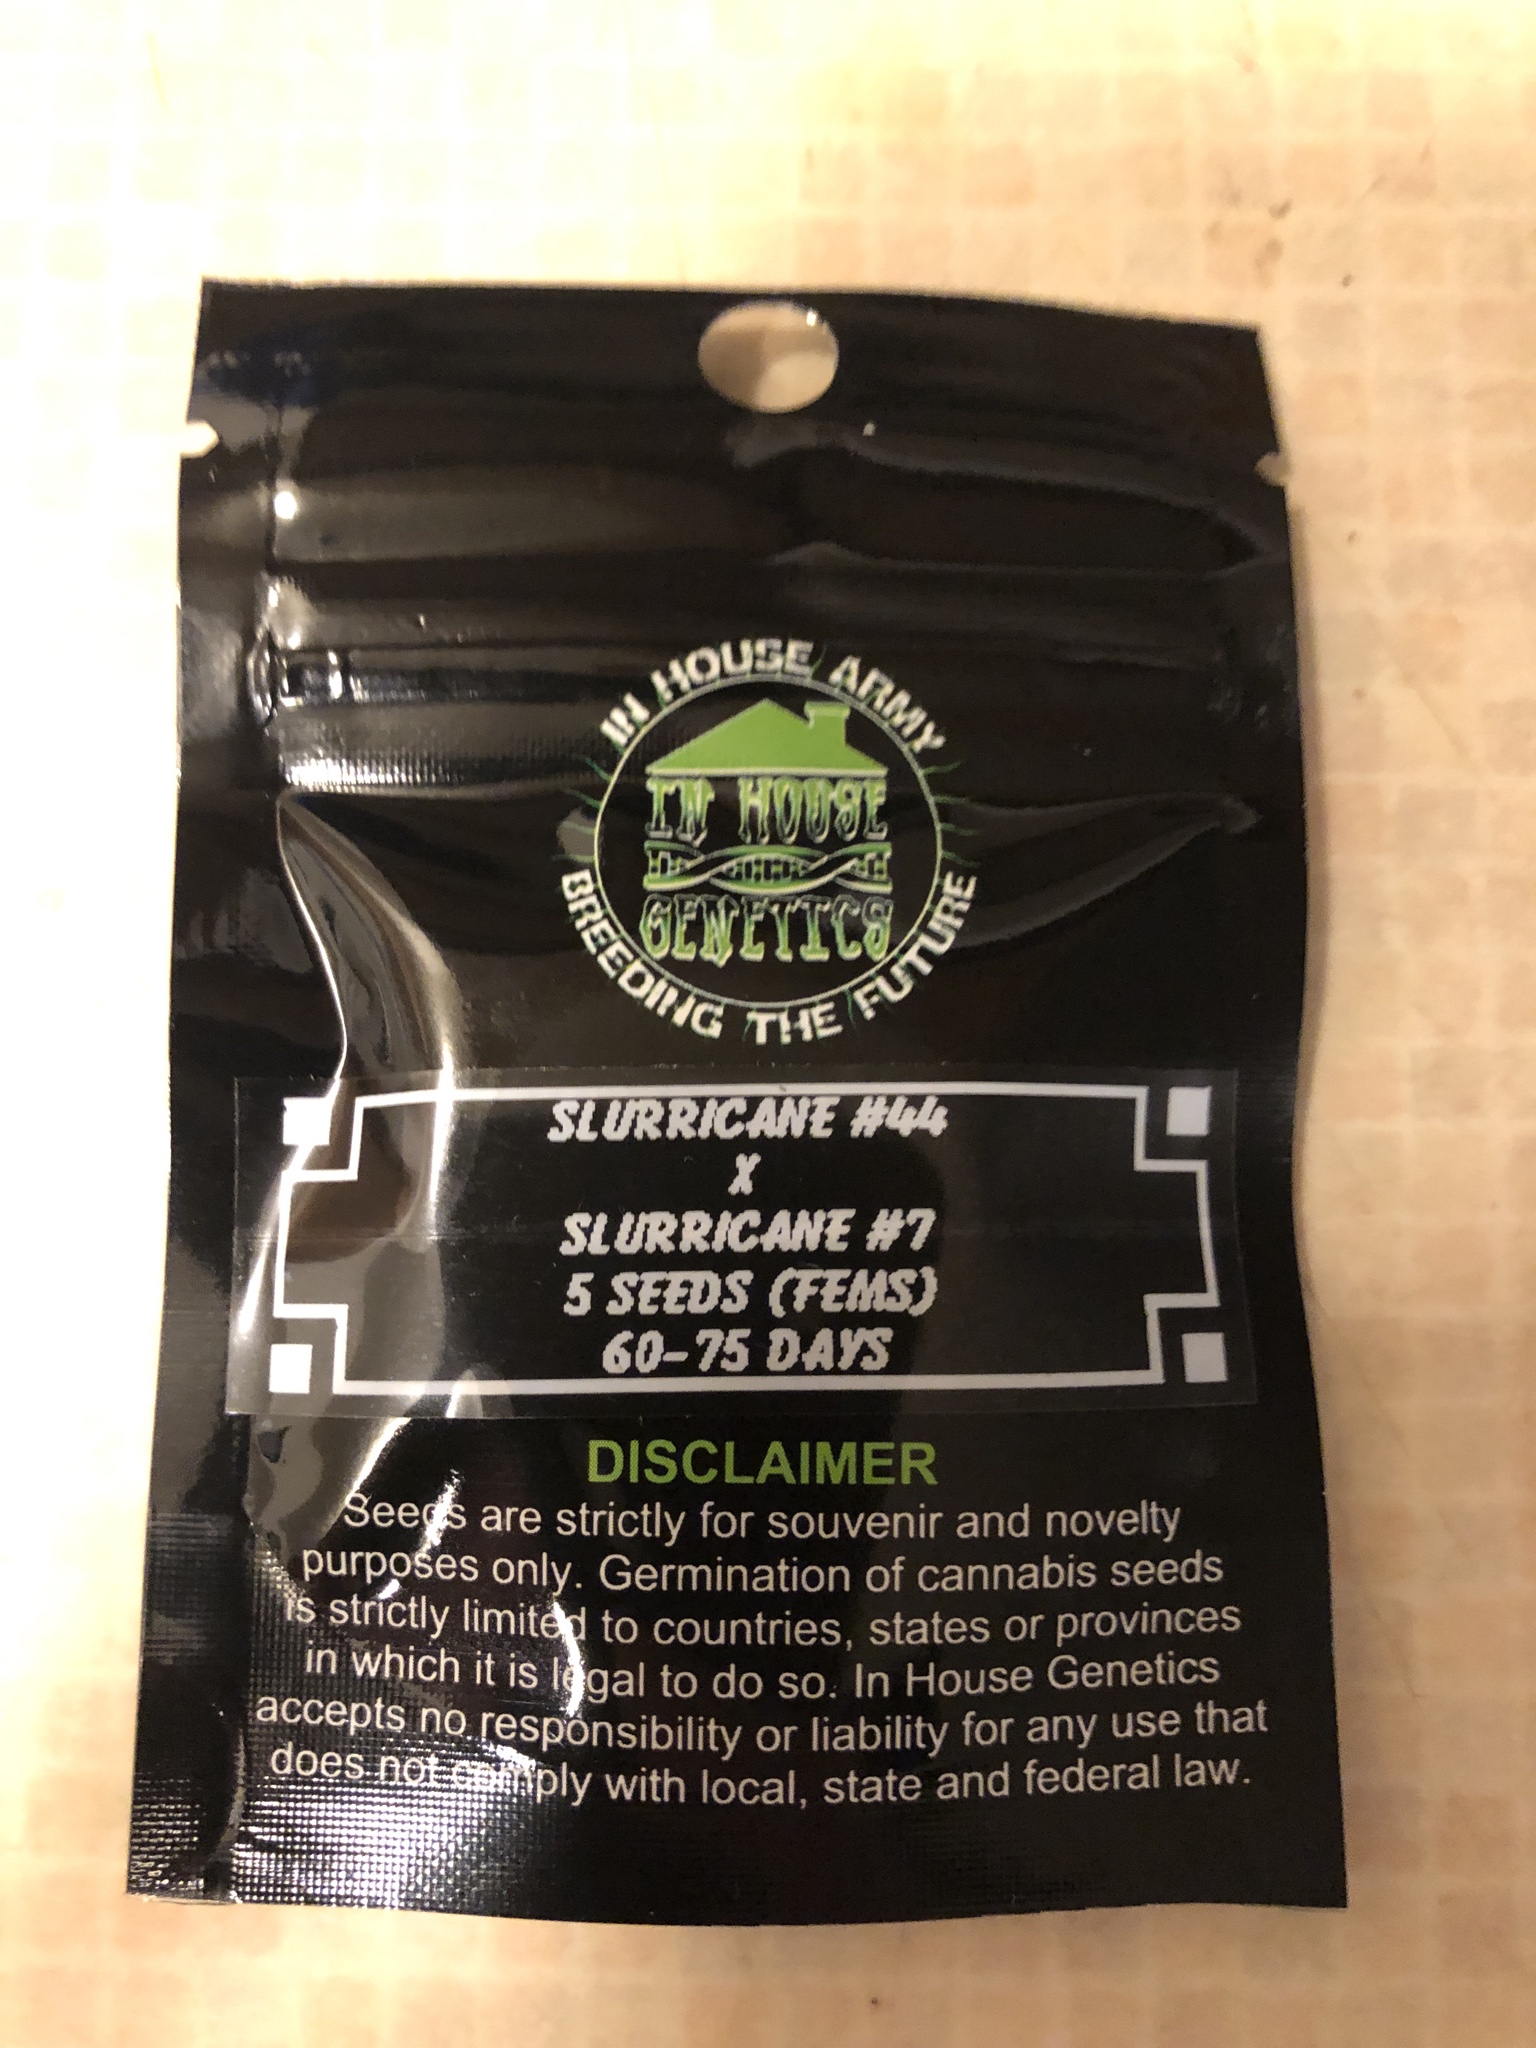 IN HOUSE ARMY
IN HOUSE
GENETICS
BREEDING THE FUTURE
SLURRICANE #44
X
SLURRICANE #7
5 SEEDS (FEMS)
60-75 DAYS
DISCLAIMER
Seeds are strictly for souvenir and novelty
purposes only. Germination of cannabis seeds
is strictly limited to countries, states or provinces
in which it is legal to do so. In House Genetics
accepts no responsibility or liability for any use that
does not comply with local, state and federal law.